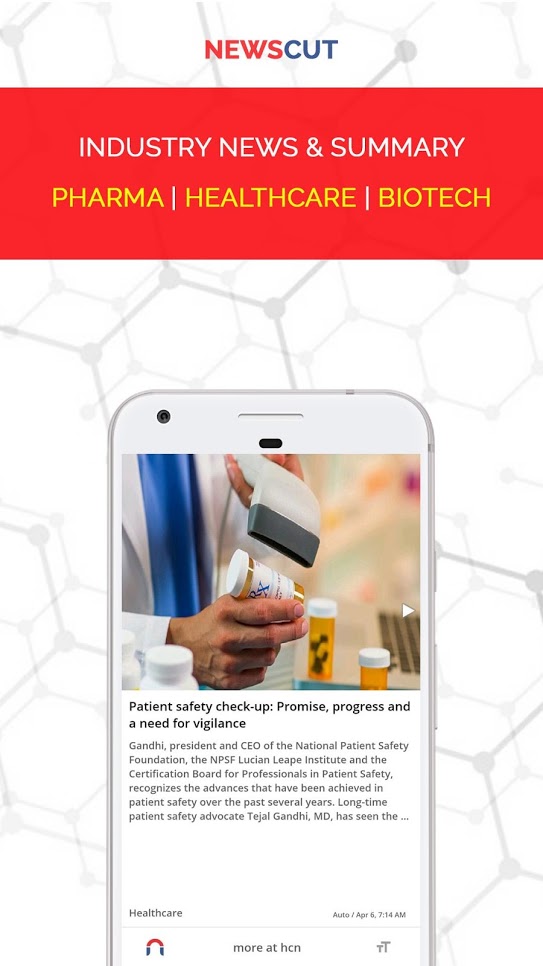 NEWSCUT
INDUSTRY NEWS & SUMMARY
PHARMA | HEALTHCARE | BIOTECH
Patient safety check-up: Promise, progress and
a need for vigilance
Gandhi, president and CEO of the National Patient Safety
Foundation, the NPSF Lucian Leape Institute and the
Certification Board for Professionals in Patient Safety,
recognizes the advances that have been achieved in
patient safety over the past several years. Long-time
patient safety advocate Tejal Gandhi, MD, has seen the ...
Healthcare
Auto / Apr 6, 7:14 AM
more at hcn
TT